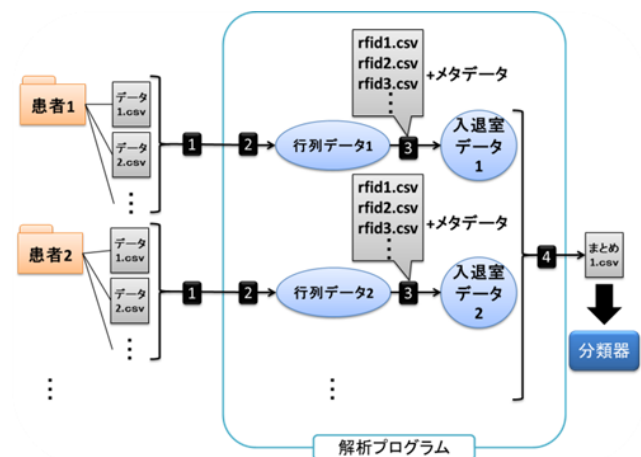 患者1
データ
1.csv
データ
2.csv
⋮
1
2
行列データ1
rfid1.csv
rfid2.csv
rfid3.csv
⋮
+メタデータ
3
入退室
データ
1
患者2
データ
1.csv
データ
2.csv
⋮
1
2
行列データ2
rfid1.csv
rfid2.csv
rfid3.csv
⋮
+メタデータ
3
入退室
データ
2
4
まとめ
1.csv
分類器
⋮
⋮
解析プログラム